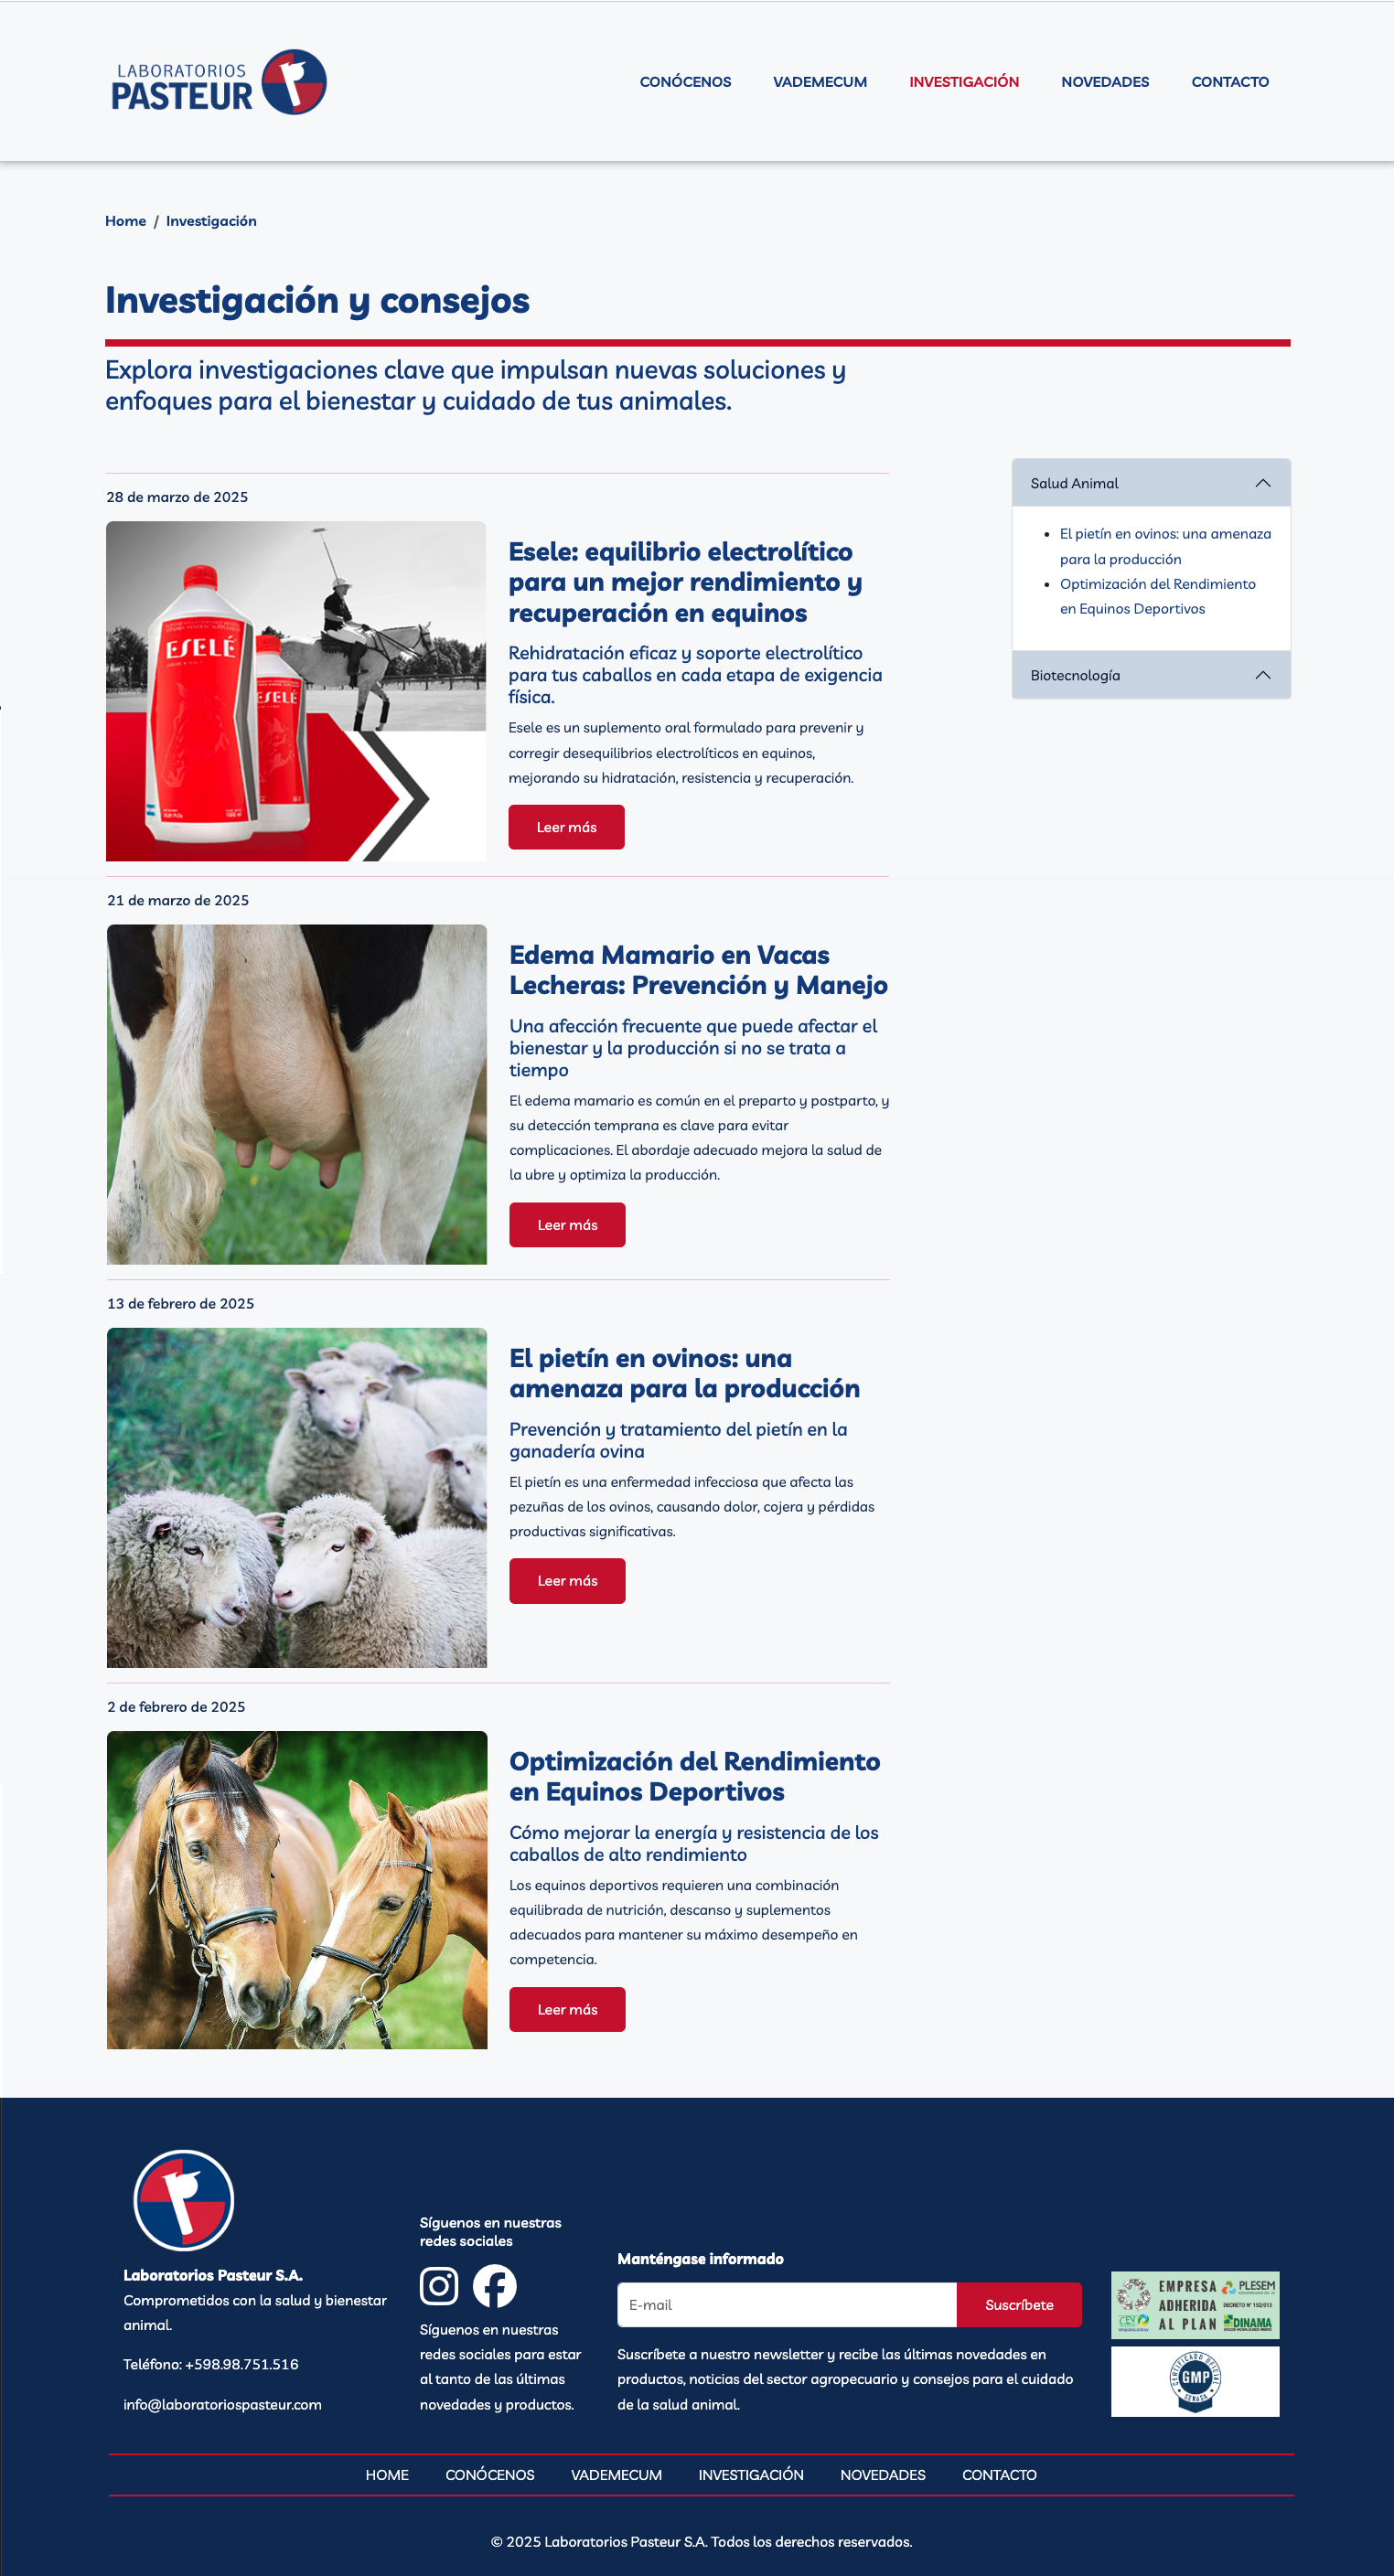 LABORATORIOS
PASTEUR
CONÓCENOS VADEMECUM INVESTIGACIÓN NOVEDADES CONTACTO
Home / Investigación
Investigación y consejos
Explora investigaciones clave que impulsan nuevas soluciones y
enfoques para el bienestar y cuidado de tus animales.
28 de marzo de 2025
ESELÉ
ESELÉ
Esele: equilibrio electrolítico
para un mejor rendimiento y
recuperación en equinos
Rehidratación eficaz y soporte electrolítico
para tus caballos en cada etapa de exigencia
física.
Esele es un suplemento oral formulado para prevenir y
corregir desequilibrios electrolíticos en equinos,
mejorando su hidratación, resistencia y recuperación.
Leer más
Salud Animal
El pietín en ovinos: una amenaza
para la producción
Optimización del Rendimiento
en Equinos Deportivos
Biotecnología
21 de marzo de 2025
Edema Mamario en Vacas
Lecheras: Prevención y Manejo
Una afección frecuente que puede afectar el
bienestar y la producción si no se trata a
tiempo
El edema mamario es común en el preparto y postparto, y
su detección temprana es clave para evitar
complicaciones. El abordaje adecuado mejora la salud de
la ubre y optimiza la producción.
Leer más
13 de febrero de 2025
El pietín en ovinos: una
amenaza para la producción
Prevención y tratamiento del pietín en la
ganadería ovina
El pietín es una enfermedad infecciosa que afecta las
pezuñas de los ovinos, causando dolor, cojera y pérdidas
productivas significativas.
Leer más
2 de febrero de 2025
Optimización del Rendimiento
en Equinos Deportivos
Cómo mejorar la energía y resistencia de los
caballos de alto rendimiento
Los equinos deportivos requieren una combinación
equilibrada de nutrición, descanso y suplementos
adecuados para mantener su máximo desempeño en
competencia.
Leer más
Laboratorios Pasteur S.A.
Comprometidos con la salud y bienestar
animal.
Teléfono: +598.98.751.516
info@laboratoriospasteur.com
Síguenos en nuestras
redes sociales
Síguenos en nuestras
redes sociales para estar
al tanto de las últimas
novedades y productos.
Manténgase informado
E-mail
Suscríbete
Suscríbete a nuestro newsletter y recibe las últimas novedades en
productos, noticias del sector agropecuario y consejos para el cuidado
de la salud animal.
EMPRESA
ADHERIDA
AL PLAN
CEV
PLESEM
DECRETO Nº 152/013
DINAMA
CERTIFICADO OFICIAL
GMP
SENASA
HOME CONÓCENOS VADEMECUM INVESTIGACIÓN NOVEDADES CONTACTO
© 2025 Laboratorios Pasteur S.A. Todos los derechos reservados.